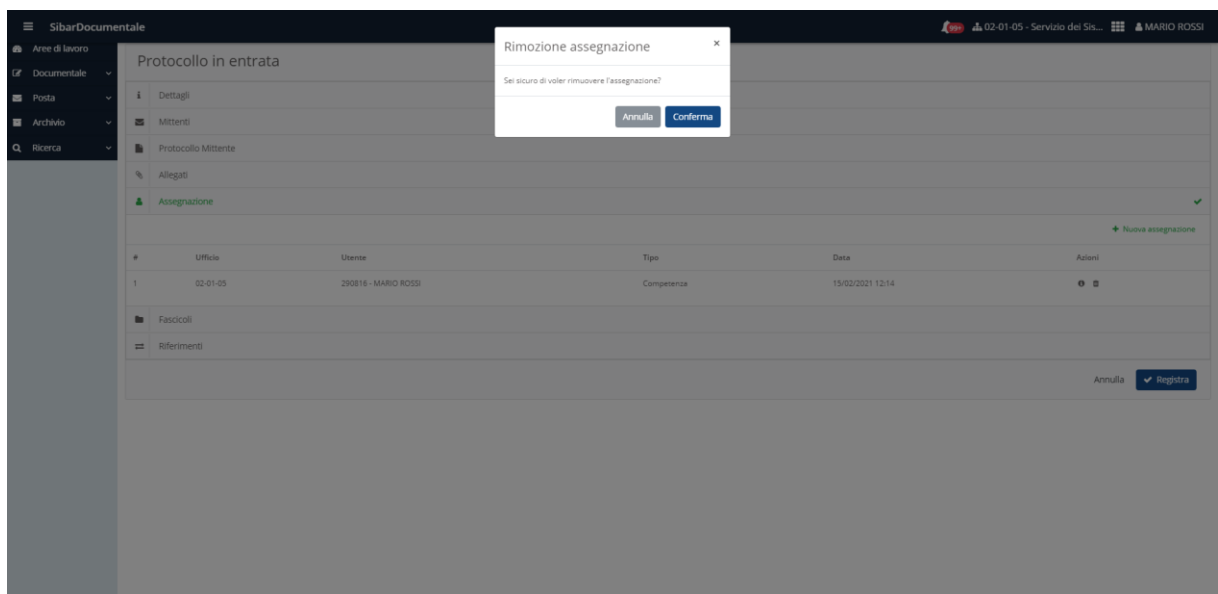 SibarDocumentale
99+
02-01-05 - Servizio dei Sis...
MARIO ROSSI
Aree di lavoro
Documentale
Posta
Archivio
Ricerca
Rimozione assegnazione
×
Sei sicuro di voler rimuovere l'assegnazione?
Annulla Conferma
Protocollo in entrata
Dettagli
Mittenti
Protocollo Mittente
Allegati
Assegnazione
+ Nuova assegnazione
# Ufficio Utente Tipo Data Azioni
1 02-01-05 290816 - MARIO ROSSI Competenza 15/02/2021 12:14
Fascicoli
Riferimenti
Annulla Registra